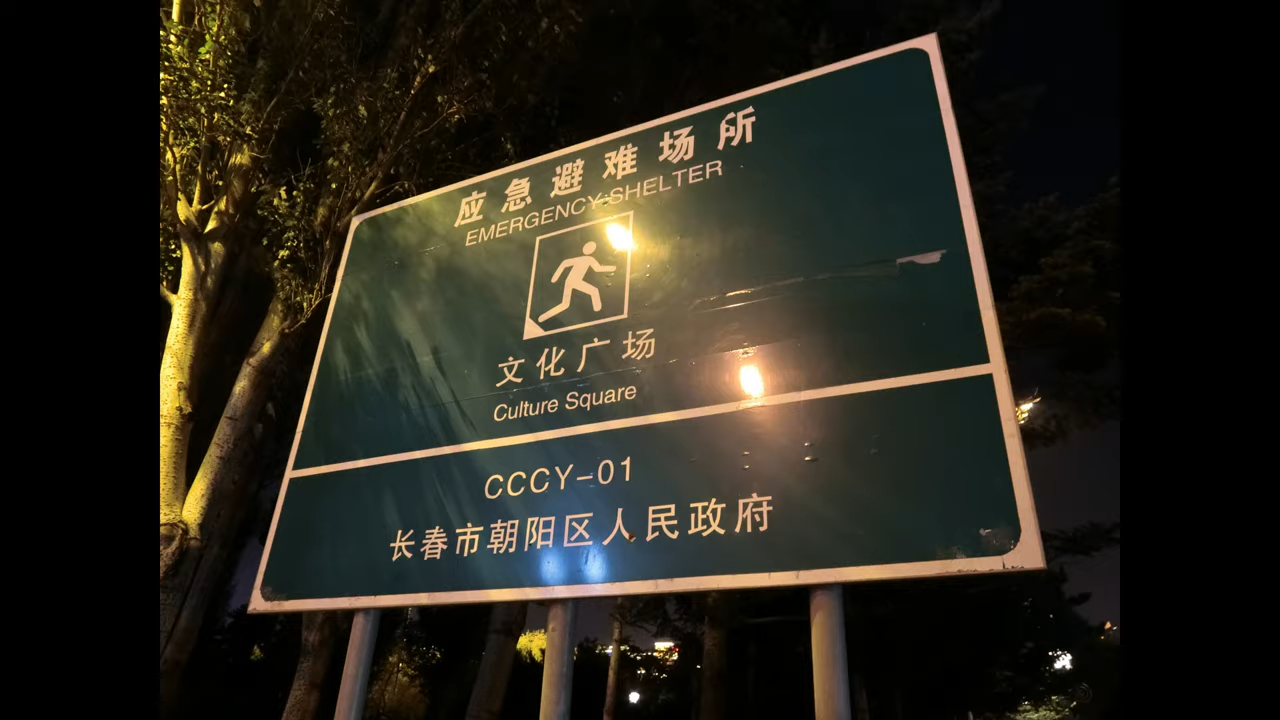 应急避难场所
EMERGENCY SHELTER
文化广场
Culture Square
CCCY-01
长春市朝阳区人民政府